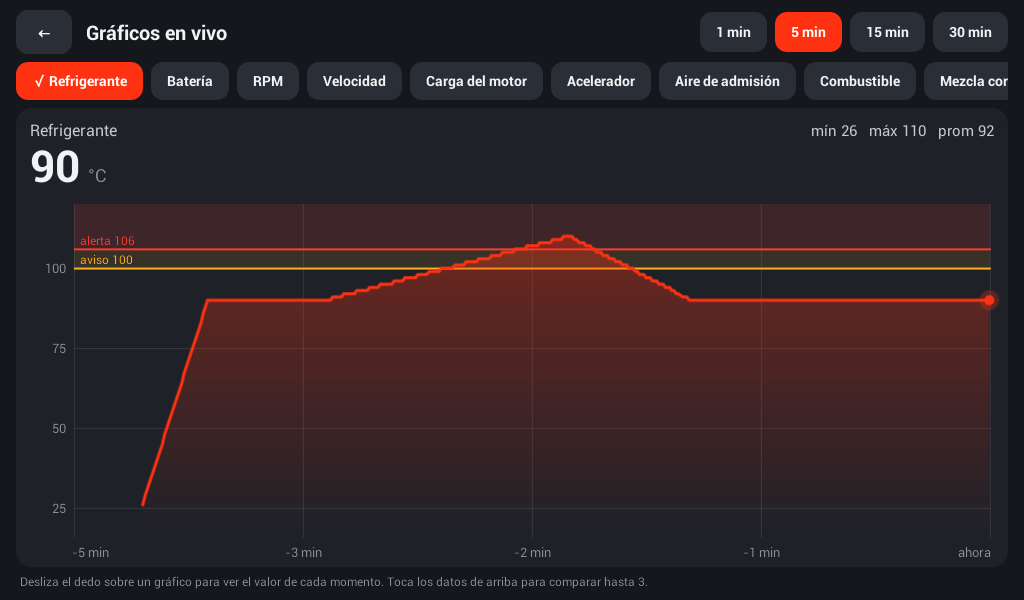 ← Gráficos en vivo 1 min 5 min 15 min 30 min
✓ Refrigerante Batería RPM Velocidad Carga del motor Acelerador Aire de admisión Combustible Mezcla cor
Refrigerante mín 26 máx 110 prom 92
90 °C
alerta 106
aviso 100
100
75
50
25
-5 min -3 min -2 min -1 min ahora
Desliza el dedo sobre un gráfico para ver el valor de cada momento. Toca los datos de arriba para comparar hasta 3.